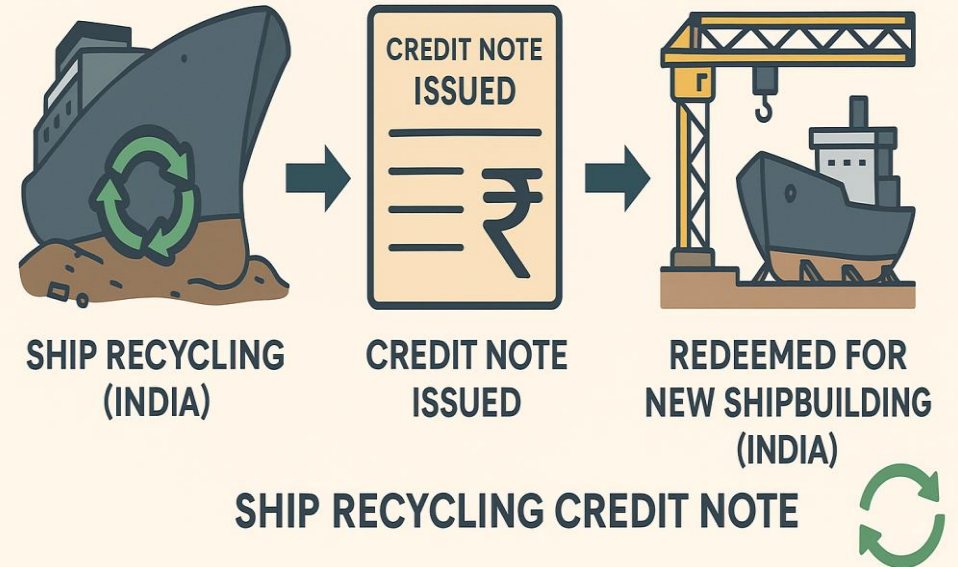 CREDIT NOTE
ISSUED
₹
SHIP RECYCLING
(INDIA)
CREDIT NOTE
ISSUED
REDEEMED FOR
NEW SHIPBUILDING
(INDIA)
SHIP RECYCLING CREDIT NOTE